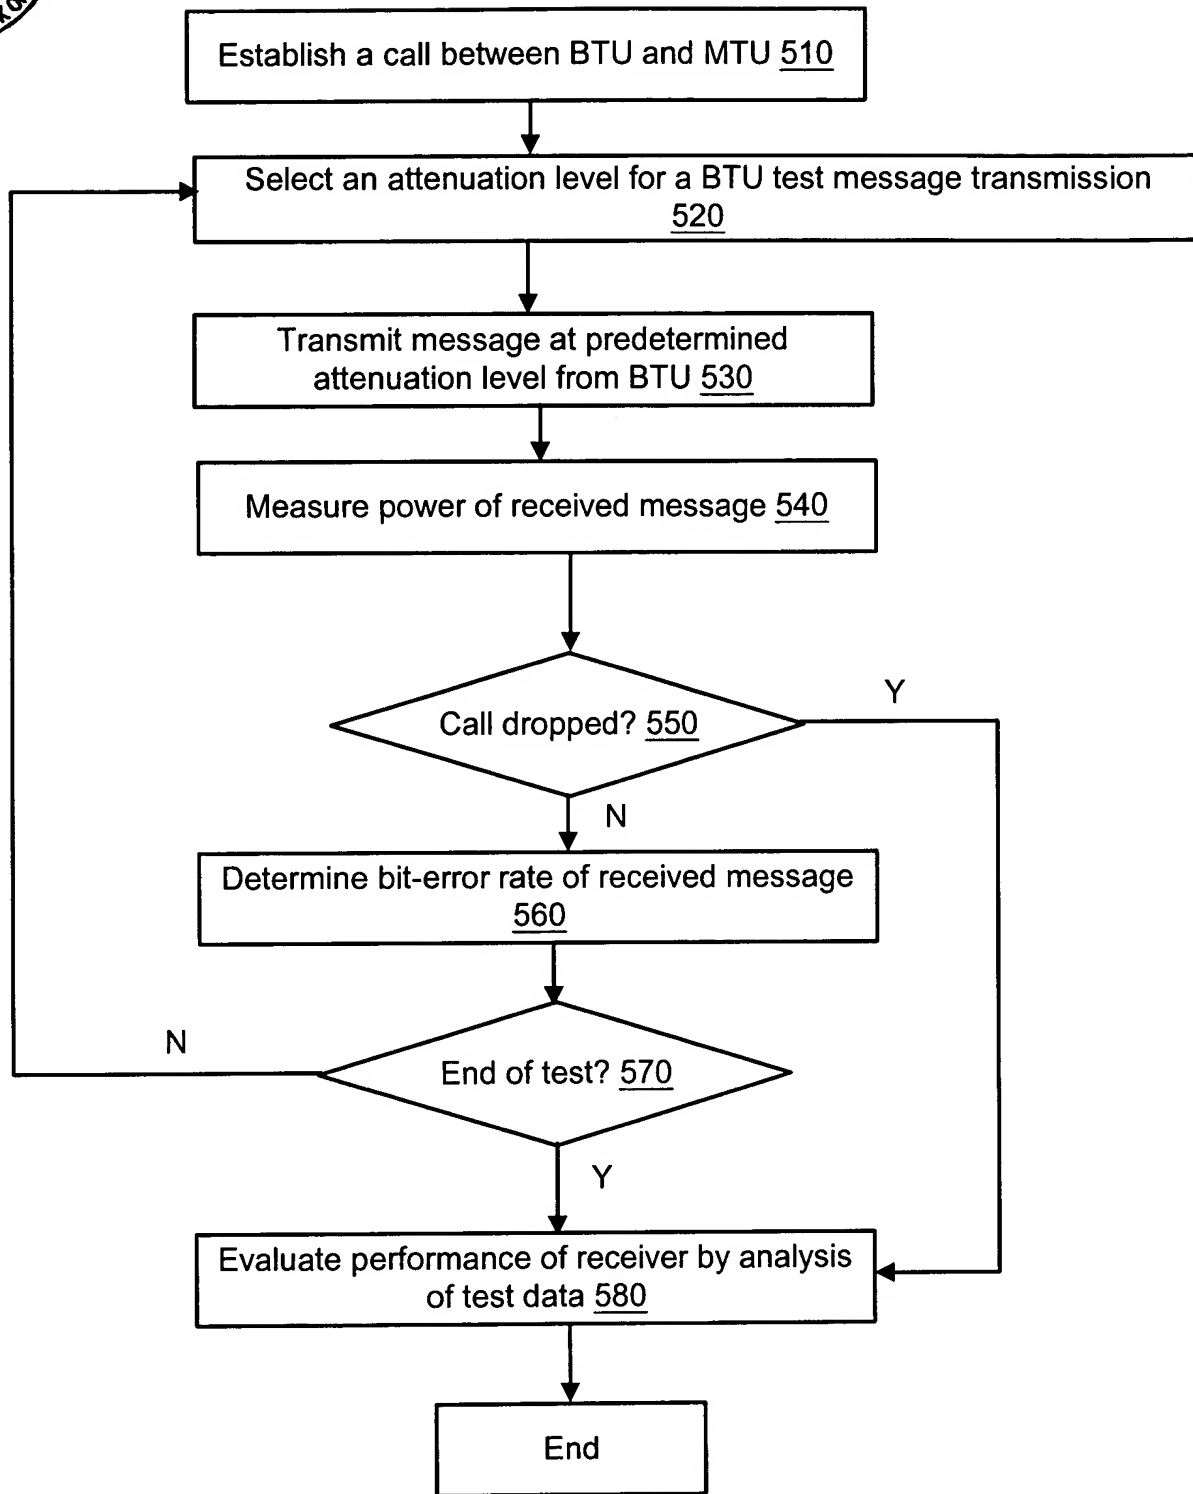 Establish a call between BTU and MTU 510
Select an attenuation level for a BTU test message transmission
520
Transmit message at predetermined
attenuation level from BTU 530
Measure power of received message 540
Call dropped? 550
Y
N
Determine bit-error rate of received message
560
N
End of test? 570
Y
Evaluate performance of receiver by analysis
of test data 580
End